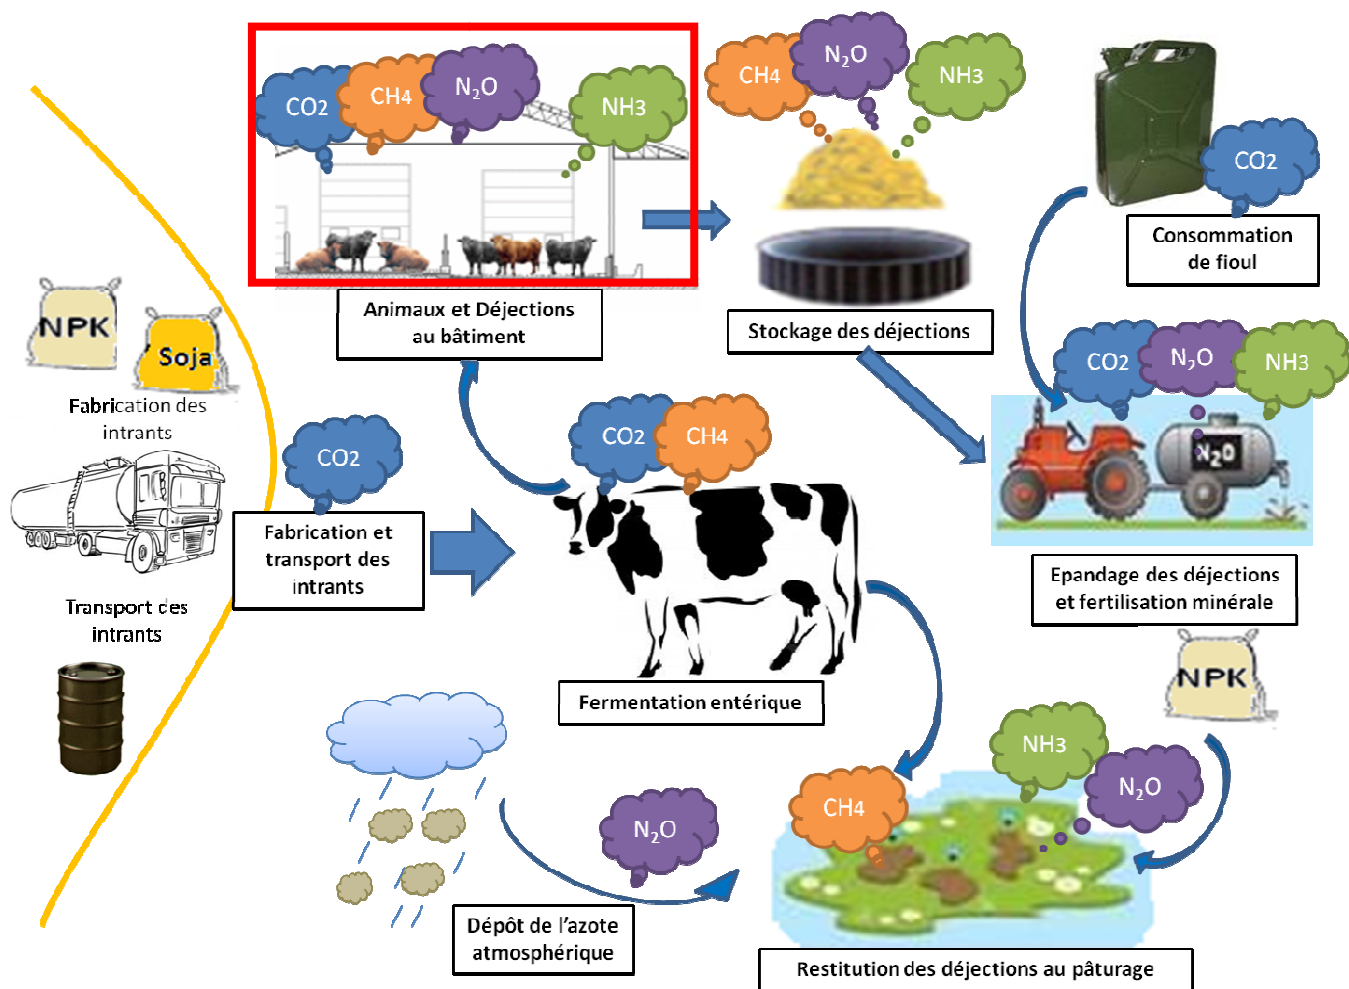 CO2
CH4
N₂O
NH3
Animaux et Déjections
au bâtiment
CH4
N₂O
NH3
Stockage des déjections
CO2
Consommation
de fioul
NPK
Soja
Fabrication des
intrants
Transport des
intrants
CO2
Fabrication et
transport des
intrants
CO2
CH4
Fermentation entérique
CO2
N₂O
NH3
N₂O
Epandage des déjections
et fertilisation minérale
NPK
N₂O
Dépôt de l'azote
atmosphérique
CH4
NH3
N₂O
Restitution des déjections au pâturage